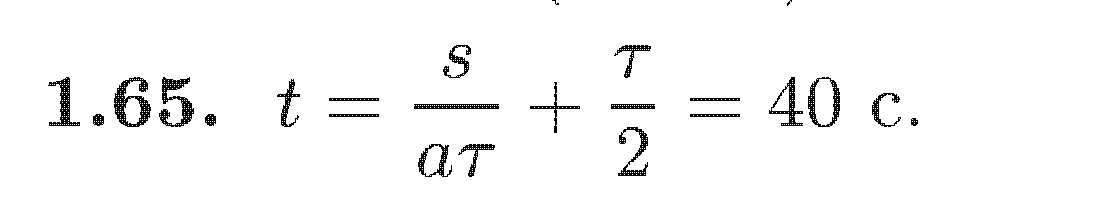 1.65. t = s/(aτ) + τ/2 = 40 с.